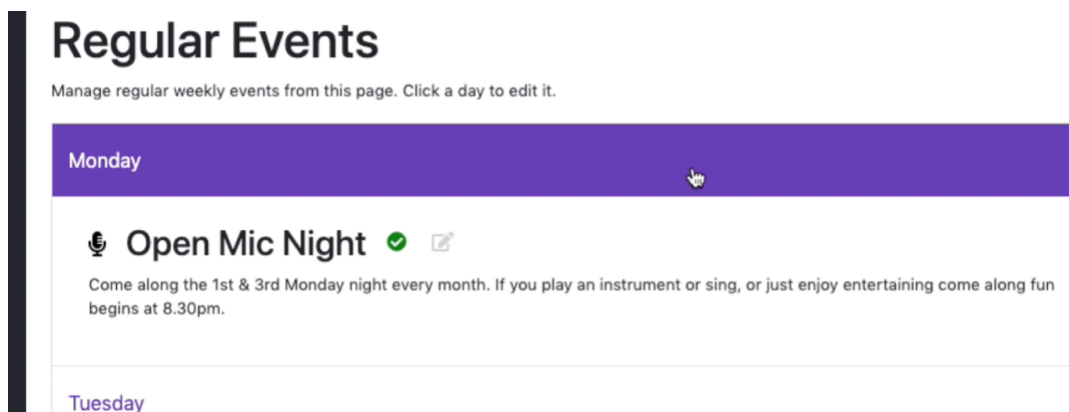 Regular Events
Manage regular weekly events from this page. Click a day to edit it.
Monday
Open Mic Night
Come along the 1st & 3rd Monday night every month. If you play an instrument or sing, or just enjoy entertaining come along fun
begins at 8.30pm.
Tuesday